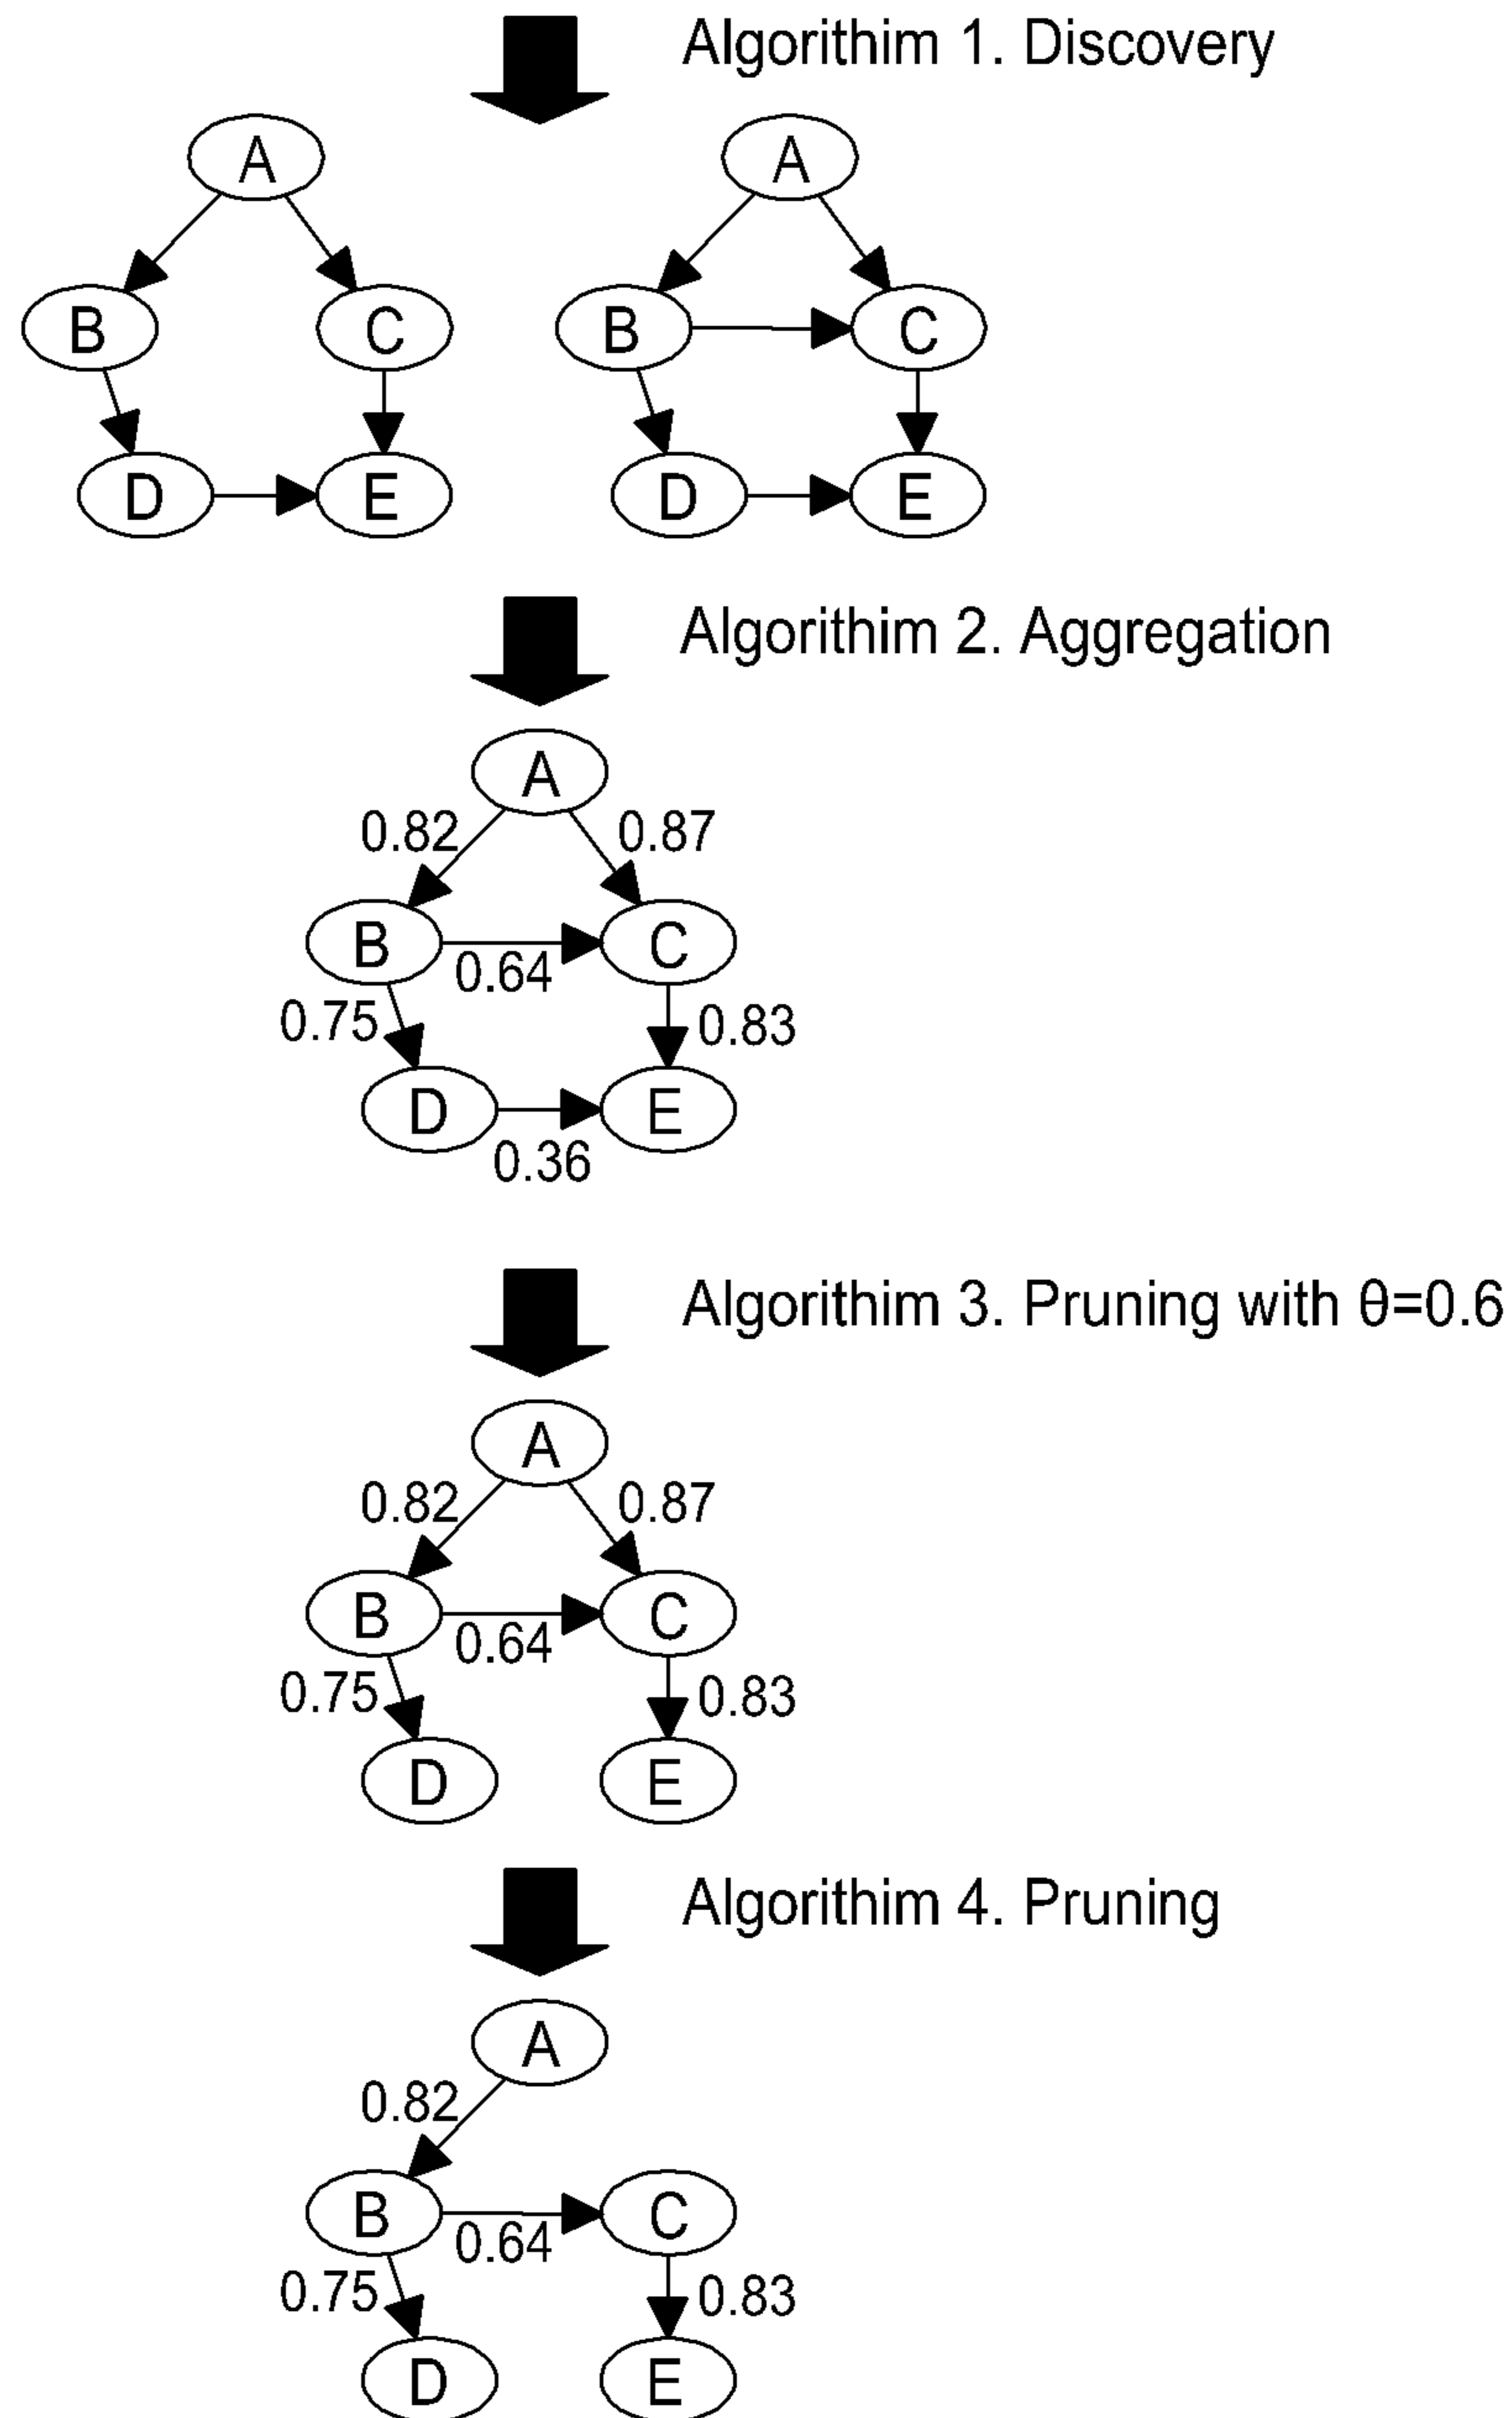 Algorithim 1. Discovery
A
A
B
C
B
C
D
E
D
E
Algorithim 2. Aggregation
A
0.82
0.87
B
C
0.64
0.75
0.83
D
E
0.36
Algorithim 3. Pruning with θ=0.6
A
0.82
0.87
B
C
0.64
0.75
0.83
D
E
Algorithim 4. Pruning
A
0.82
B
C
0.64
0.75
0.83
D
E